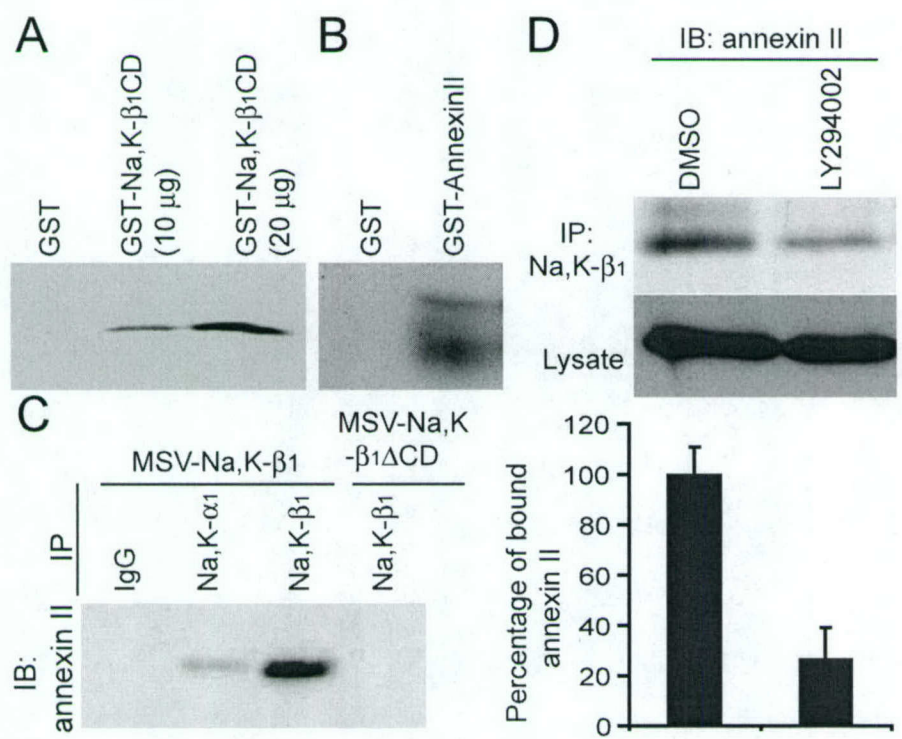 A
GST
GST-Na,K-β1CD
(10 µg)
GST-Na,K-β1CD
(20 µg)
B
GST
GST-AnnexinII
D
IB: annexin II
DMSO
LY294002
IP:
Na,K-β1
Lysate
C
MSV-Na,K-β1
MSV-Na,K
-β1ΔCD
IP
IgG
Na,K-α1
Na,K-β1
Na,K-β1
IB:
annexin II
Percentage of bound
annexin II
120
100
80
60
40
20
0